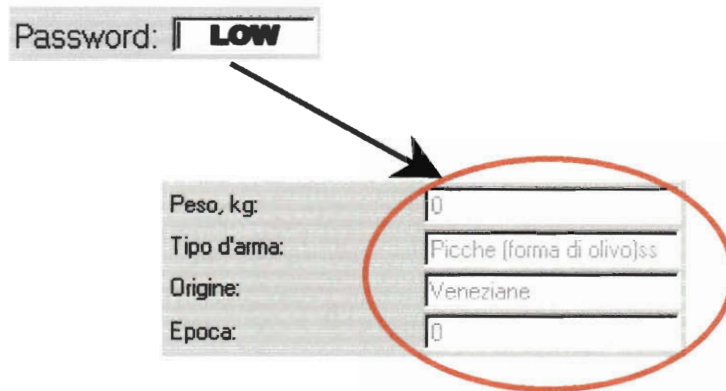 Password: LOW
Peso, kg: 0
Tipo d'arma: Picche (forma di olivo)ss
Origine: Veneziane
Epoca: 0